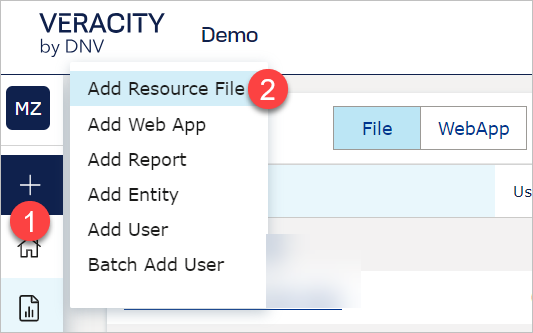 VERACITY
by DNV
Demo
MZ
Add Resource File
2
Add Web App
Add Report
Add Entity
Add User
Batch Add User
File
WebApp
1
Us